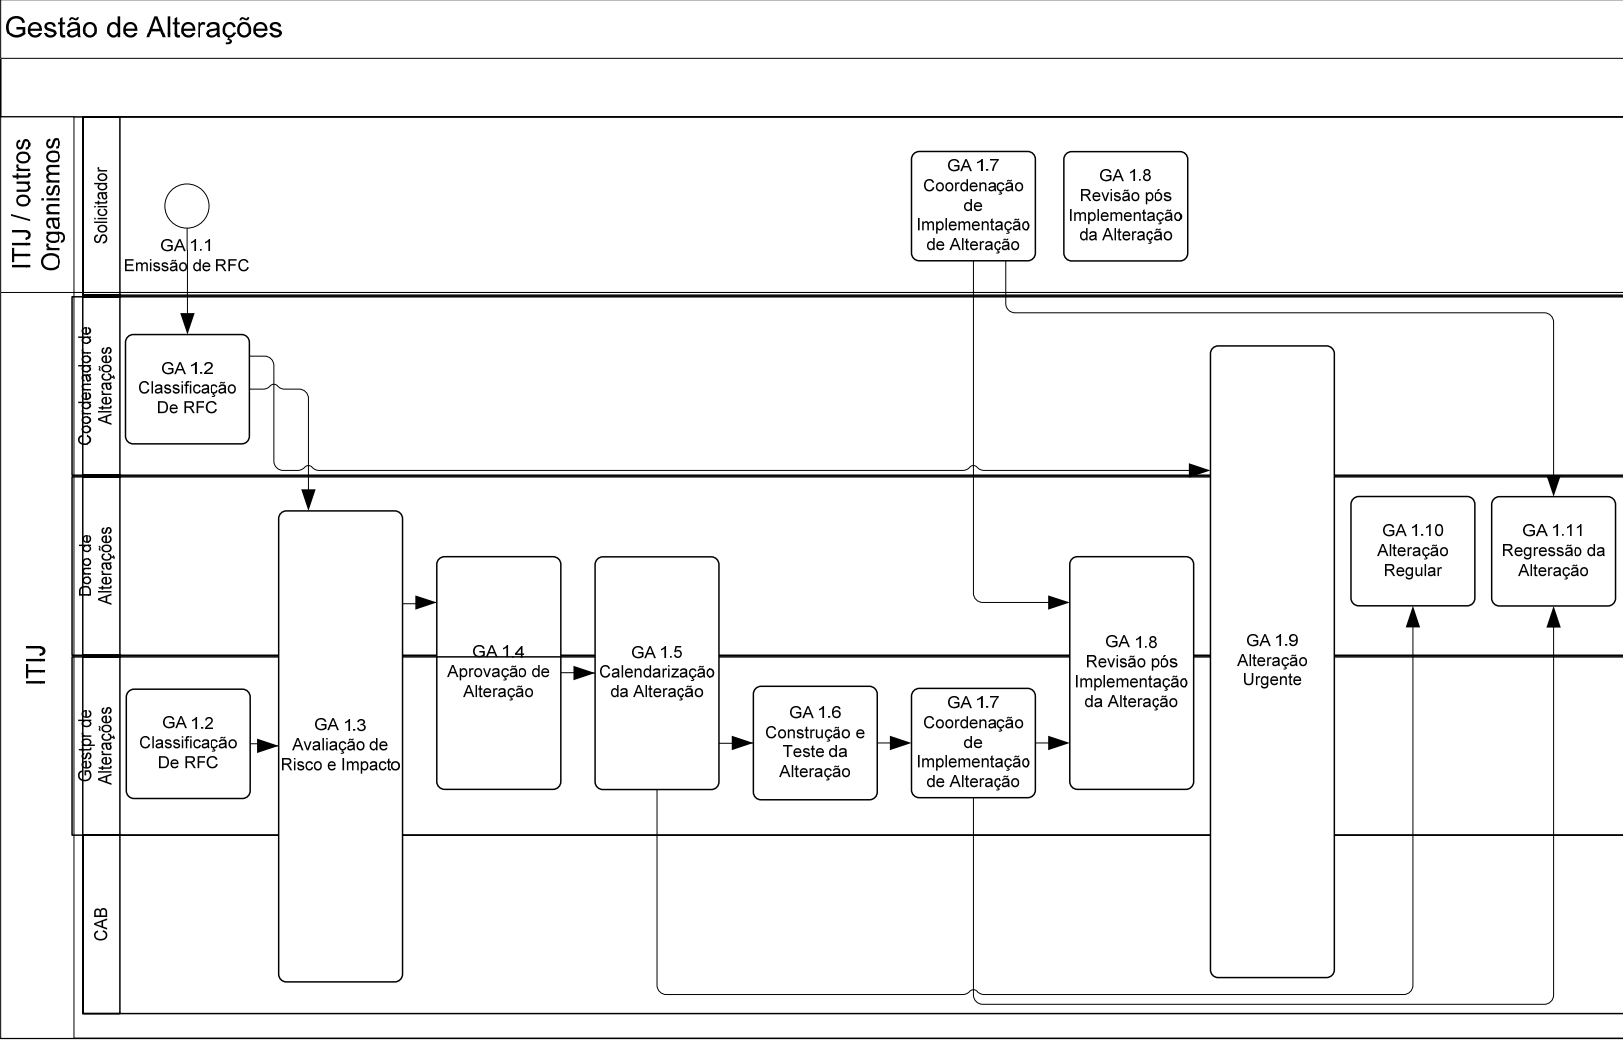 Gestão de Alterações
ITIJ / outros
Organismos
Solicitador
GA 1.1
Emissão de RFC
GA 1.7
Coordenação
de
Implementação
de Alteração
GA 1.8
Revisão pós
Implementação
da Alteração
ITIJ
Coordenador de
Alterações
GA 1.2
Classificação
De RFC
Dono de
Alterações
GA 1.10
Alteração
Regular
GA 1.11
Regressão da
Alteração
Gestpr de
Alterações
GA 1.2
Classificação
De RFC
GA 1.3
Avaliação de
Risco e Impacto
GA 1.4
Aprovação de
Alteração
GA 1.5
Calendarização
da Alteração
GA 1.6
Construção e
Teste da
Alteração
GA 1.7
Coordenação
de
Implementação
de Alteração
GA 1.8
Revisão pós
Implementação
da Alteração
GA 1.9
Alteração
Urgente
CAB